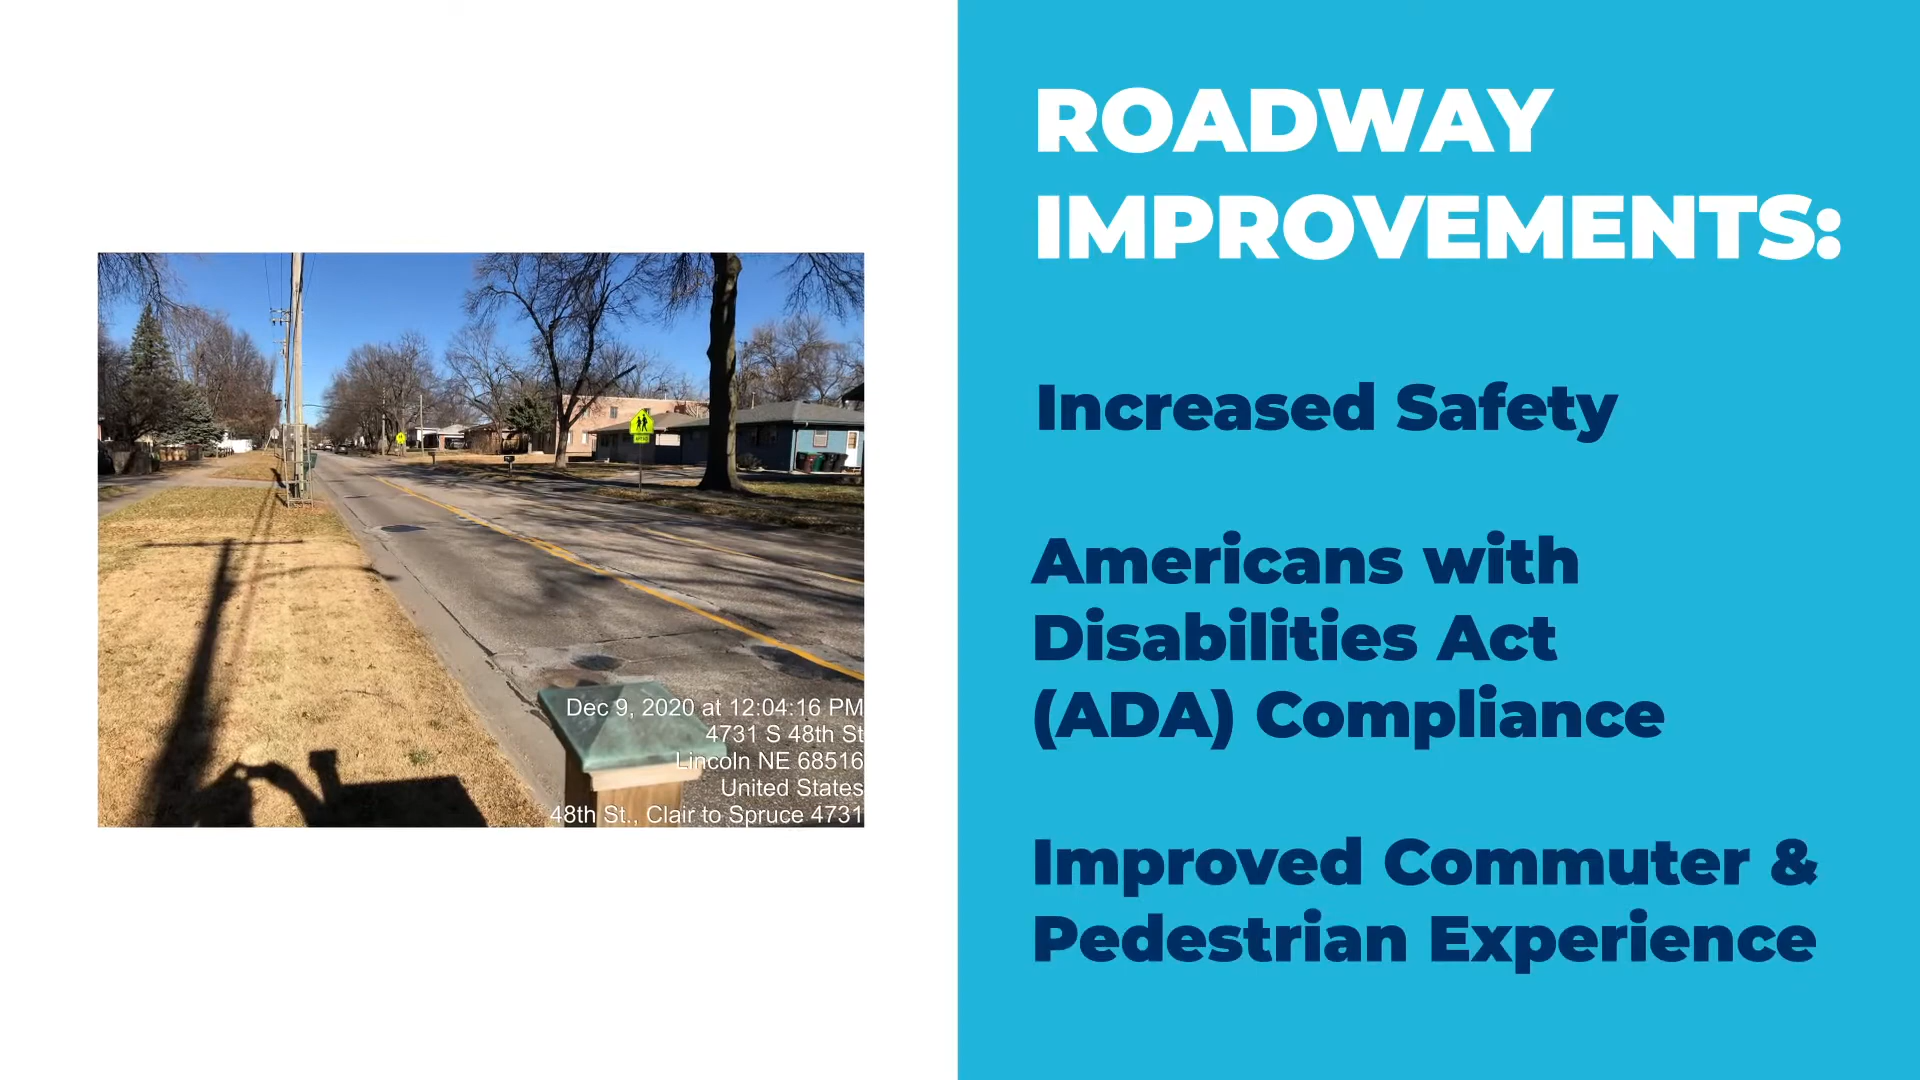 ROADWAY
IMPROVEMENTS:
Increased Safety
Americans with
Disabilities Act
(ADA) Compliance
Improved Commuter &
Pedestrian Experience
Dec 9, 2020 at 12:04:16 PM
4731 S 48th St
Lincoln NE 68516
United States
48th St., Clair to Spruce 4731